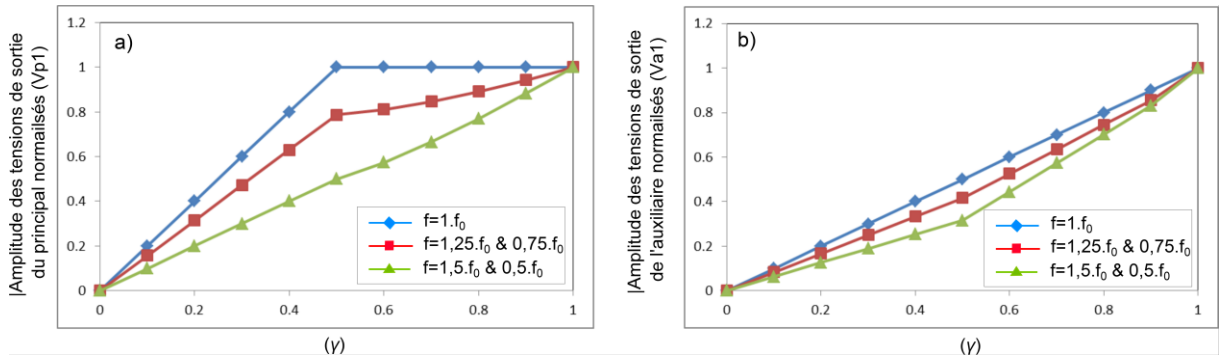 a)
|Amplitude des tensions de sortie
du principal normailsés (Vp1)
1.2
1
0.8
0.6
0.4
0.2
0
0
0.2
0.4
0.6
0.8
1
(γ)
f=1.f₀
f=1,25.f₀ & 0,75.f₀
f=1,5.f₀ & 0,5.f₀
b)
|Amplitude des tensions de sortie
de l'auxiliaire normalsés (Va1)
1.2
1
0.8
0.6
0.4
0.2
0
0
0.2
0.4
0.6
0.8
1
(γ)
f=1.f₀
f=1,25.f₀ & 0,75.f₀
f=1,5.f₀ & 0,5.f₀